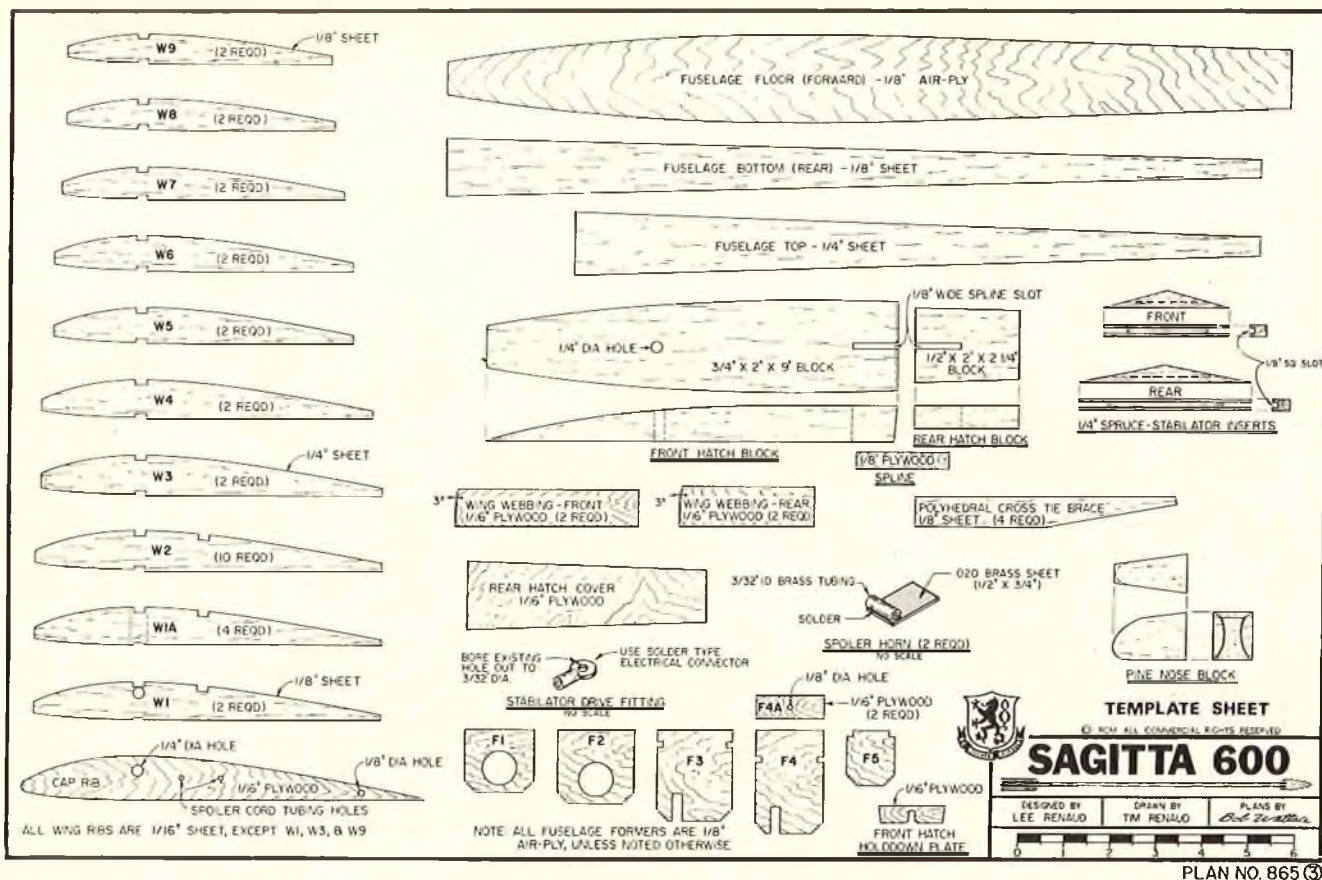 W9 (2 REQD)
1/8" SHEET
W8 (2 REQD)
W7 (2 REQD)
W6 (2 REQD)
W5 (2 REQD)
W4 (2 REQD)
1/4" SHEET
W3 (2 REQD)
W2 (10 REQD)
W1A (4 REQD)
1/8" SHEET
W1 (2 REQD)
1/4" DIA HOLE
1/8" DIA HOLE
CAP RIB
1/16" PLYWOOD
SPOILER CORD TUBING HOLES
ALL WING RIBS ARE 1/16" SHEET, EXCEPT W1, W3, & W9
FUSELAGE FLOOR (FORWARD) - 1/8" AIR-PLY
FUSELAGE BOTTOM (REAR) - 1/8" SHEET
FUSELAGE TOP - 1/4" SHEET
1/8" WIDE SPLINE SLOT
1/4" DIA HOLE
3/4" X 2" X 9" BLOCK
1/2" X 2" X 2 1/4"
BLOCK
FRONT HATCH BLOCK
REAR HATCH BLOCK
1/8" PLYWOOD
SPLINE
FRONT
REAR
1/8" SQ SLOT
1/4" SPRUCE-STABILATOR INSERTS
3°
WING WEBBING - FRONT
1/16" PLYWOOD (2 REQD)
3°
WING WEBBING - REAR
1/16" PLYWOOD (2 REQD)
POLYHEDRAL CROSS TIE BRACE
1/8" SHEET (4 REQD)
REAR HATCH COVER
1/16" PLYWOOD
3/32" ID BRASS TUBING
SOLDER
.020 BRASS SHEET
(1/2" X 3/4")
SPOILER HORN (2 REQD)
NO SCALE
BORE EXISTING
HOLE OUT TO
3/32" DIA.
USE SOLDER TYPE
ELECTRICAL CONNECTOR
STABILATOR DRIVE FITTING
NO SCALE
1/8" DIA HOLE
F4A
1/16" PLYWOOD
(2 REQD)
PINE NOSE BLOCK
F1
F2
F3
F4
F5
1/16" PLYWOOD
FRONT HATCH
HOLDDOWN PLATE
NOTE: ALL FUSELAGE FORMERS ARE 1/8"
AIR-PLY, UNLESS NOTED OTHERWISE
TEMPLATE SHEET
© RCM ALL COMMERCIAL RIGHTS RESERVED
SAGITTA 600
DESIGNED BY
LEE RENAUD
DRAWN BY
TIM RENAUD
PLANS BY
0 1 2 3 4 5 6
PLAN NO. 865 ③